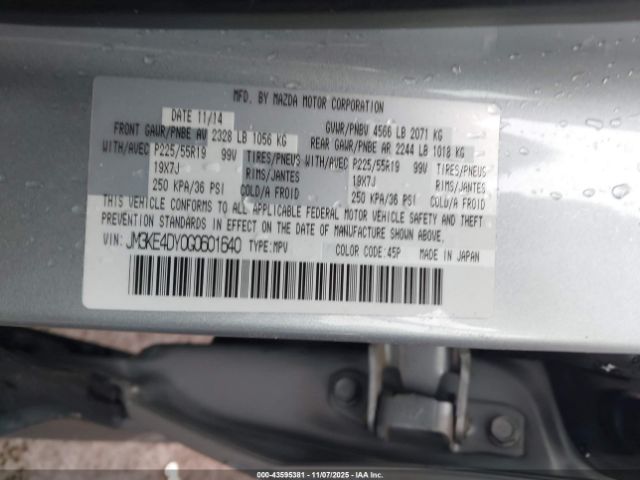 MFD. BY MAZDA MOTOR CORPORATION
DATE 11/14 GVWR/PNBV 4566 LB 2071 KG
FRONT GAWR/PNBE AV 2328 LB 1056 KG REAR GAWR/PNBE AR 2244 LB 1018 KG
WITH/AVEC P225/55R19 99V TIRES/PNEUS WITH/AVEC P225/55R19 99V TIRES/PNEUS
19X7J RIMS/JANTES 19X7J RIMS/JANTES
250 KPA/36 PSI COLD/A FROID 250 KPA/36 PSI COLD/A FROID
THIS VEHICLE CONFORMS TO ALL APPLICABLE FEDERAL MOTOR VEHICLE SAFETY AND THEFT
PREVENTION STANDARDS IN EFFECT ON THE DATE OF MANUFACTURE SHOWN ABOVE.
VIN: JM3KE4DY0G0601640 TYPE: MPV COLOR CODE: 45P MADE IN JAPAN
000-43595381 - 11/07/2025 - IAAI.COM